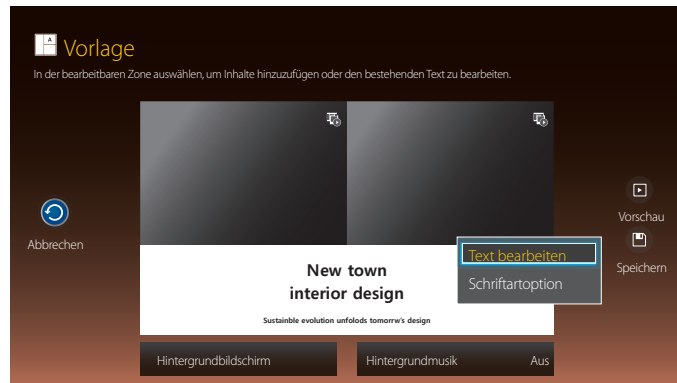 A
Vorlage
In der bearbeitbaren Zone auswählen, um Inhalte hinzuzufügen oder den bestehenden Text zu bearbeiten.
Abbrechen
Vorschau
Speichern
Text bearbeiten
Schriftartoption
New town
interior design
Sustainble evolution unfolods tomorrw's design
Hintergrundbildschirm
Hintergrundmusik Aus